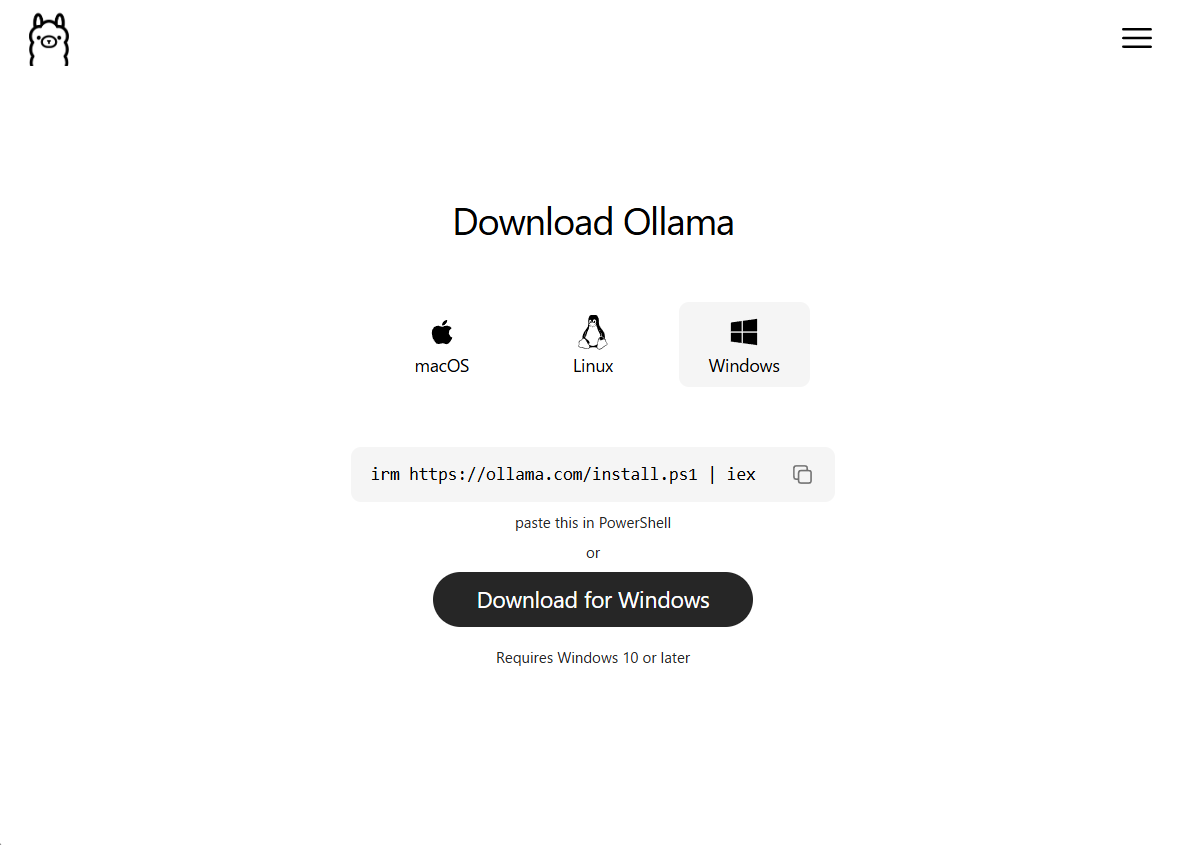 Download Ollama
macOS
Linux
Windows
irm https://ollama.com/install.ps1 | iex
paste this in PowerShell
or
Download for Windows
Requires Windows 10 or later